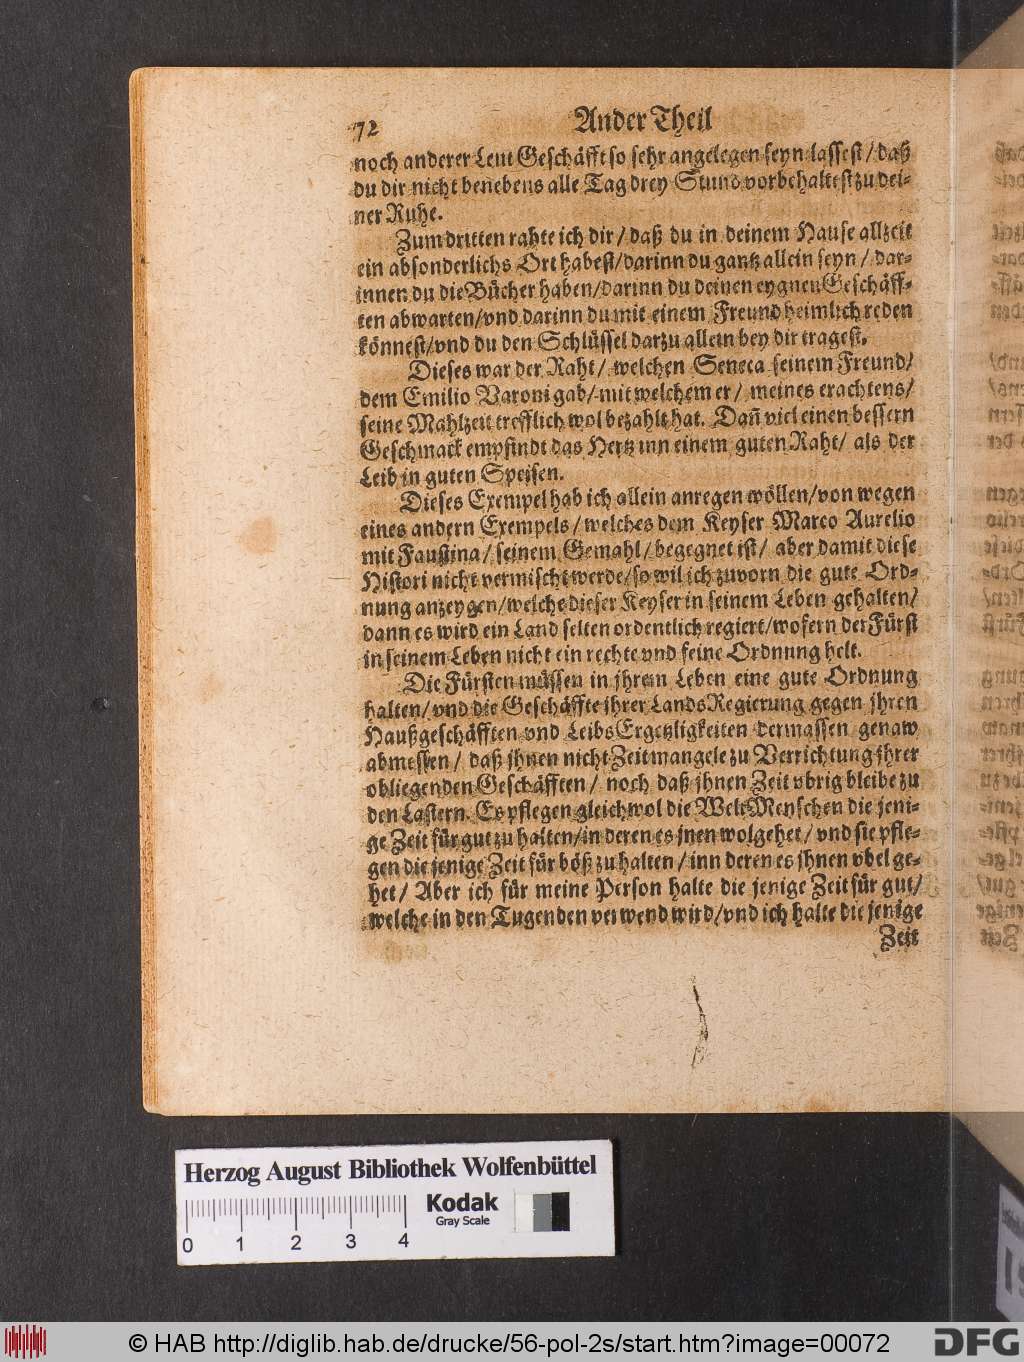 72
Ander Theil
noch anderer Leut Geschäfft so sehr angelegen seyn lassest / daß
du dir nicht benebens alle Tag drey Stund vorbehaltest zu dei-
ner Ruhe.
Zum dritten rahte ich dir / daß du in deinem Hause allzeit
ein absonderlichs Ort habest / darinn du gantz allein seyn / dar-
innen du die Bücher haben / darinn du deinen eygnen Geschäff-
ten abwarten / vnd darinn du mit einem Freund heimlich reden
könnest / vnd du den Schlüssel darzu allein bey dir tragest.
Dieses war der Raht / welchen Seneca seinem Freund /
dem Emilio Varoni gab / mit welchem er / meines erachtens /
seine Mahlzeit trefflich wol bezahlt hat. Dañ viel einen bessern
Geschmack empfindt das Hertz inn einem guten Raht / als der
Leib in guten Speisen.
Dieses Exempel hab ich allein anregen wöllen / von wegen
eines andern Exempels / welches dem Keyser Marco Aurelio
mit Faustina / seinem Gemahl / begegnet ist / aber damit diese
Histori nicht vermischt werde / so wil ich zuvorn die gute Ord-
nung anzeygen / welche dieser Keyser in seinem Leben gehalten /
dann es wird ein Land selten ordentlich regiert / wofern der Fürst
in seinem Leben nicht ein rechte vnd feine Ordnung helt.
Die Fürsten müssen in jhrem Leben eine gute Ordnung
halten / vnd die Geschäffte jhrer Lands Regierung gegen jhren
Haußgeschäfften vnd Leibs Ergetzligkeiten dermassen genaw
abmessen / daß jhnen nicht Zeit mangele zu Verrichtung jhrer
obliegenden Geschäfften / noch daß jhnen Zeit vbrig bleibe zu
den Lastern. Es pflegen gleichwol die Welt Menschen die jeni-
ge Zeit für gut zu halten / in deren es jnen wolgehet / vnd sie pfle-
gen die jenige Zeit für böß zu halten / inn deren es jhnen vbel ge-
het / Aber ich für meine Person halte die jenige Zeit für gut /
welche in den Tugenden verwend wird / vnd ich halte die jenige
Zeit
Herzog August Bibliothek Wolfenbüttel
Kodak
Gray Scale
0 1 2 3 4
© HAB http://diglib.hab.de/drucke/56-pol-2s/start.htm?image=00072
DFG